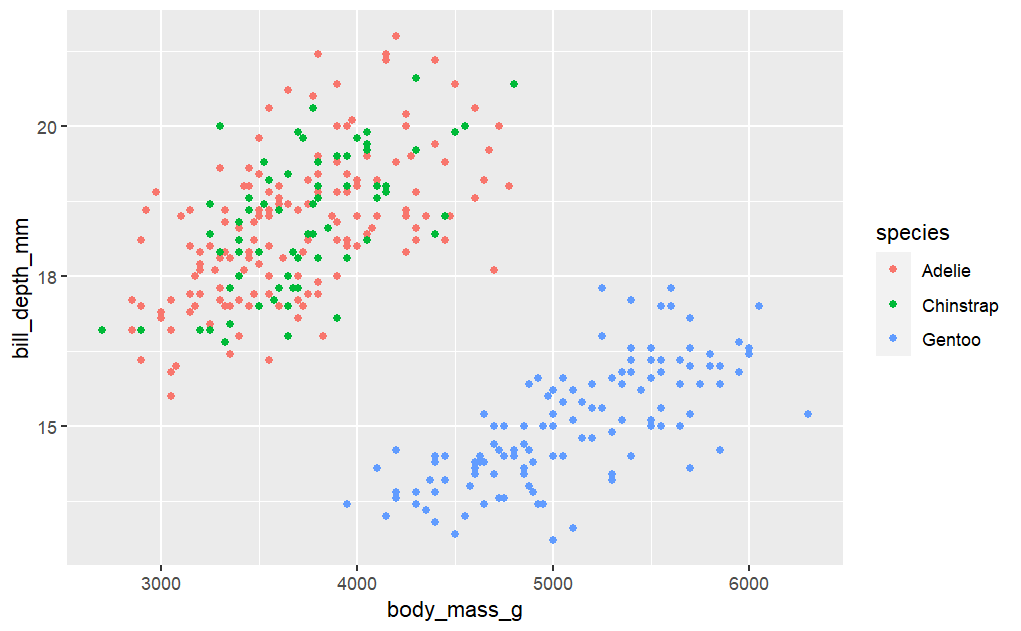 20
18
15
3000 4000 5000 6000
body_mass_g
bill_depth_mm
species
Adelie
Chinstrap
Gentoo